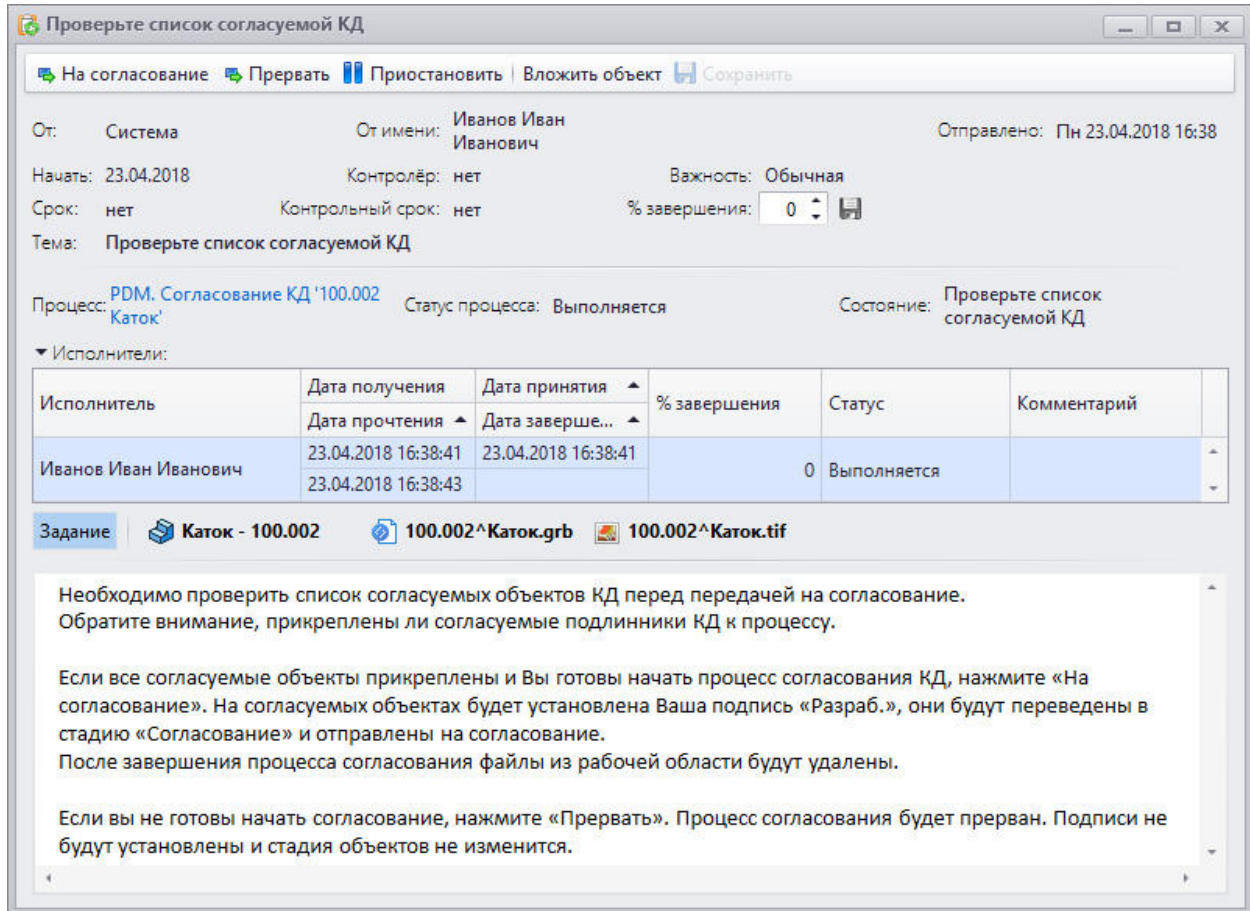 Проверьте список согласуемой КД
На согласование Прервать Приостановить Вложить объект Сохранить
От: Система От имени: Иванов Иван Иванович Отправлено: Пн 23.04.2018 16:38
Начать: 23.04.2018 Контролёр: нет Важность: Обычная
Срок: нет Контрольный срок: нет % завершения: 0
Тема: Проверьте список согласуемой КД
Процесс: PDM. Согласование КД '100.002 Каток' Статус процесса: Выполняется Состояние: Проверьте список согласуемой КД
Исполнители:
Исполнитель Дата получения Дата принятия % завершения Статус Комментарий
Дата прочтения Дата заверше...
Иванов Иван Иванович 23.04.2018 16:38:41 23.04.2018 16:38:41 0 Выполняется
23.04.2018 16:38:43
Задание Каток - 100.002 100.002^Каток.grb 100.002^Каток.tif
Необходимо проверить список согласуемых объектов КД перед передачей на согласование.
Обратите внимание, прикреплены ли согласуемые подлинники КД к процессу.
Если все согласуемые объекты прикреплены и Вы готовы начать процесс согласования КД, нажмите «На
согласование». На согласуемых объектах будет установлена Ваша подпись «Разраб.», они будут переведены в
стадию «Согласование» и отправлены на согласование.
После завершения процесса согласования файлы из рабочей области будут удалены.
Если вы не готовы начать согласование, нажмите «Прервать». Процесс согласования будет прерван. Подписи не
будут установлены и стадия объектов не изменится.